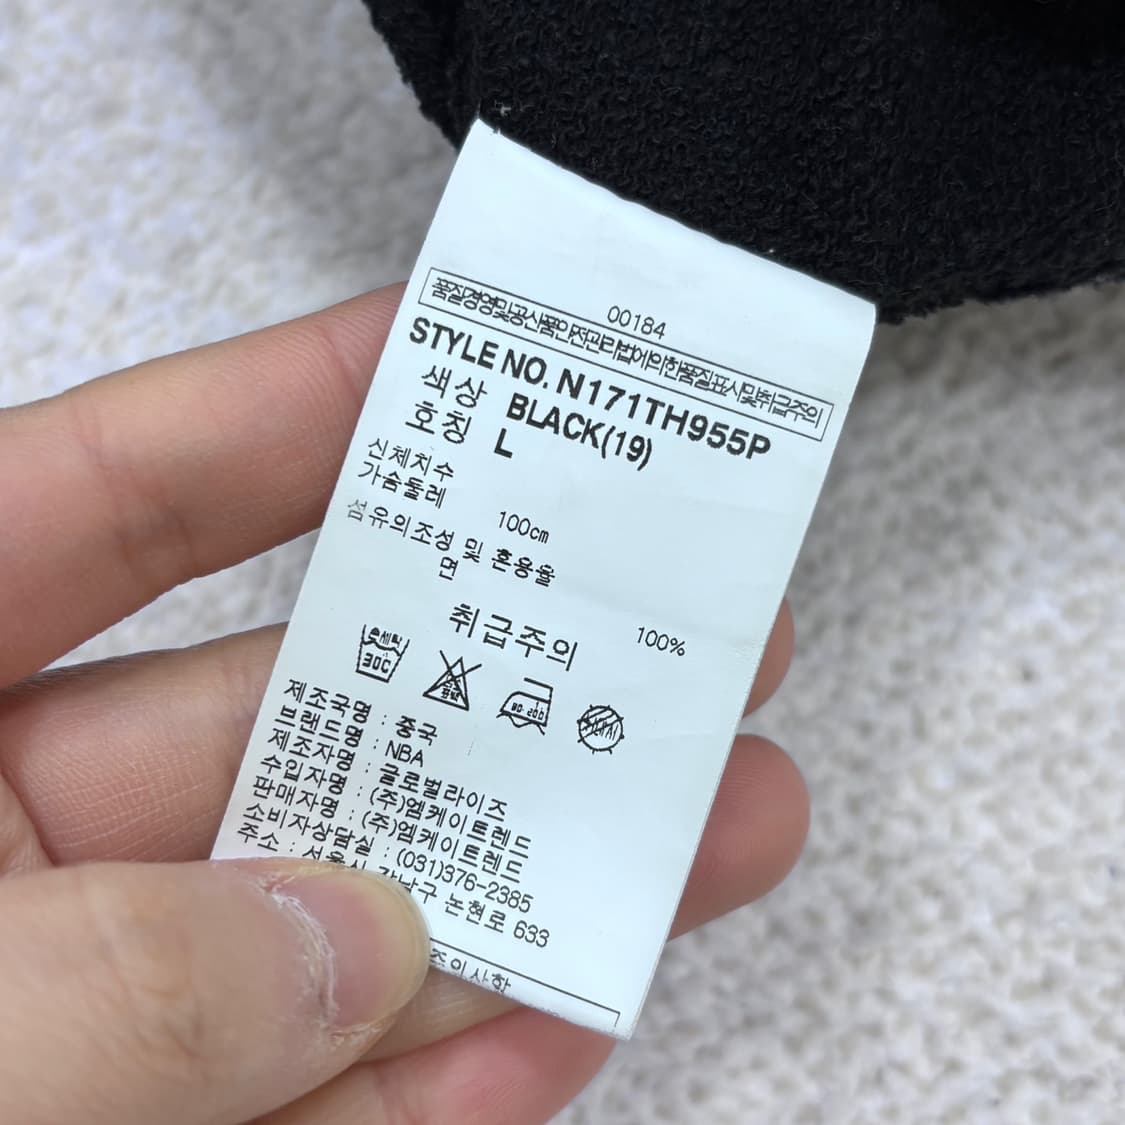 00184
품질경영및공산품안전관리법에의한품질표시및취급주의
STYLE NO. N171TH955P
색상 BLACK(19)
호칭 L
신체치수
가슴둘레 100cm
섬유의조성 및 혼용율
면 100%
취급주의
30C
제조국명 : 중국
브랜드명 : NBA
제조자명 : 글로벌라이즈
수입자명 : (주)엠케이트렌드
판매자명 : (주)엠케이트렌드
소비자상담실 : (031)376-2385
주소 : 서울시 강남구 논현로 633
주의사항